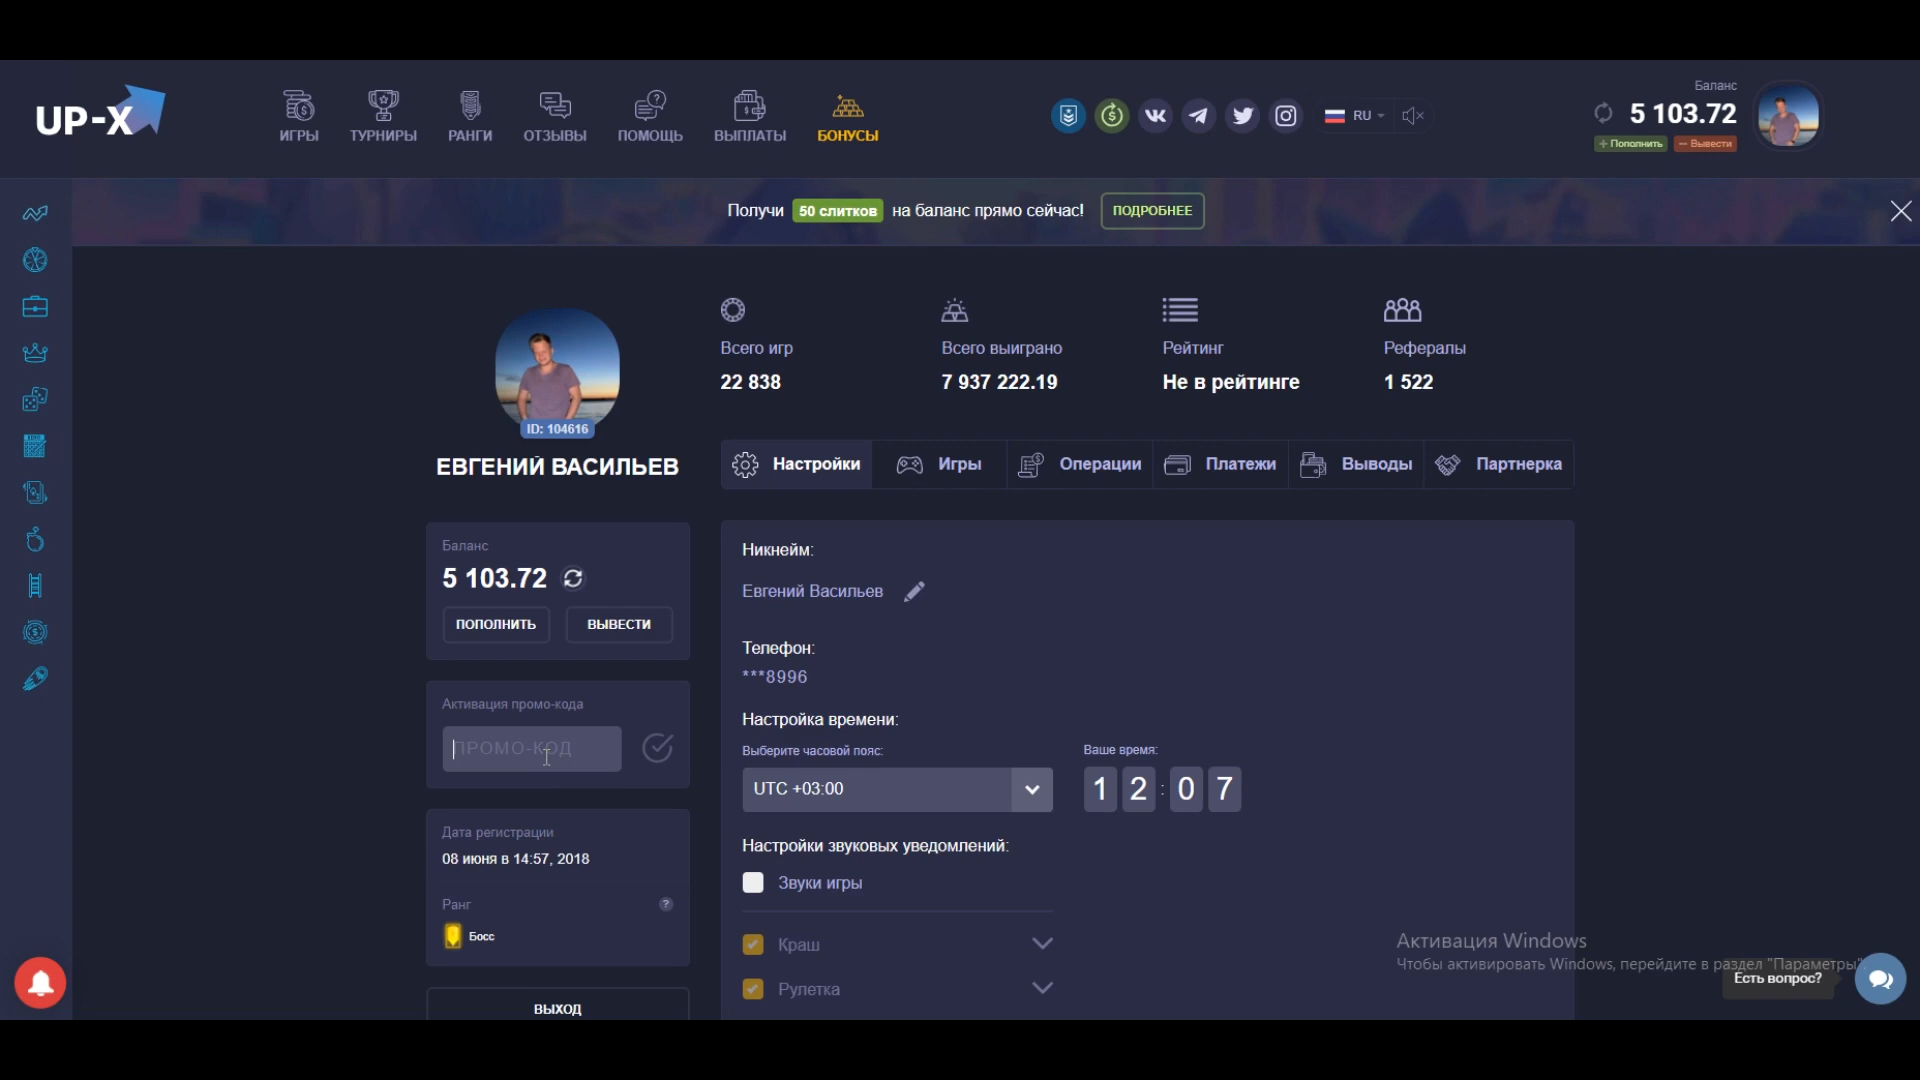 UP-X
ИГРЫ
ТУРНИРЫ
РАНГИ
ОТЗЫВЫ
ПОМОЩЬ
ВЫПЛАТЫ
БОНУСЫ
RU
Баланс
5 103.72
+ Пополнить
− Вывести
Получи 50 слитков на баланс прямо сейчас! ПОДРОБНЕЕ
ID: 104616
ЕВГЕНИЙ ВАСИЛЬЕВ
Всего игр
22 838
Всего выиграно
7 937 222.19
Рейтинг
Не в рейтинге
Рефералы
1 522
Настройки
Игры
Операции
Платежи
Выводы
Партнерка
Баланс
5 103.72
ПОПОЛНИТЬ
ВЫВЕСТИ
Активация промо-кода
ПРОМО-КОД
Дата регистрации
08 июня в 14:57, 2018
Ранг
?
Босс
ВЫХОД
Никнейм:
Евгений Васильев
Телефон:
***8996
Настройка времени:
Выберите часовой пояс:
UTC +03:00
Ваше время:
12:07
Настройки звуковых уведомлений:
Звуки игры
Краш
Рулетка
Активация Windows
Чтобы активировать Windows, перейдите в раздел "Параметры"
Есть вопрос?